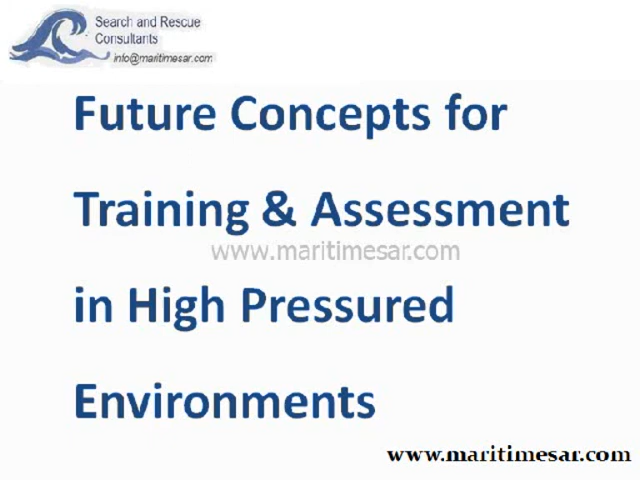 Search and Rescue
Consultants
info@maritimesar.com
Future Concepts for
Training & Assessment
www.maritimesar.com
in High Pressured
Environments
www.maritimesar.com